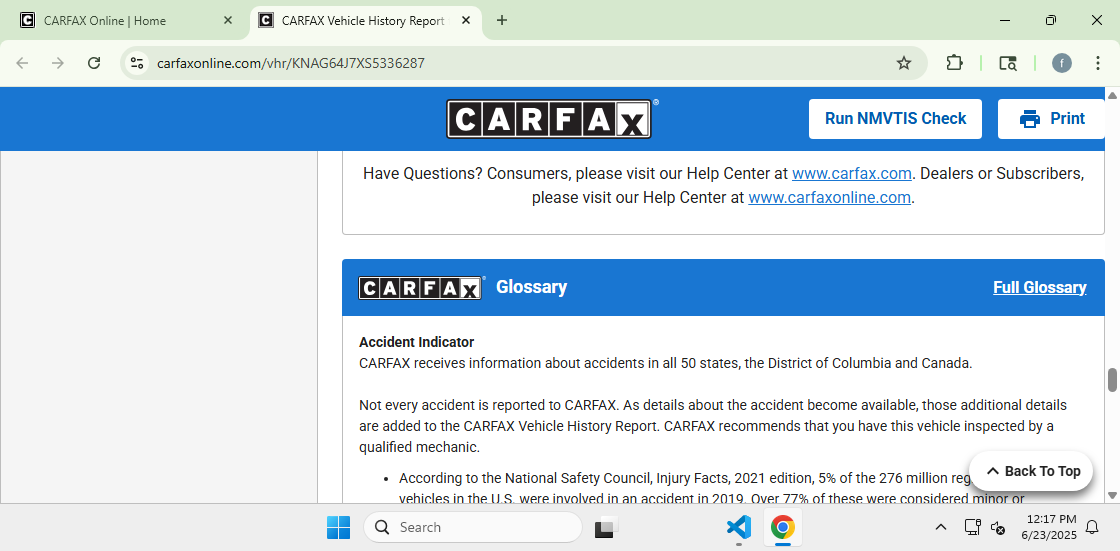 CARFAX Online | Home
CARFAX Vehicle History Report
carfaxonline.com/vhr/KNAG64J7XS5336287
f
CARFAX®
Run NMVTIS Check
Print
Have Questions? Consumers, please visit our Help Center at www.carfax.com. Dealers or Subscribers,
please visit our Help Center at www.carfaxonline.com.
CARFAX® Glossary
Full Glossary
Accident Indicator
CARFAX receives information about accidents in all 50 states, the District of Columbia and Canada.
Not every accident is reported to CARFAX. As details about the accident become available, those additional details
are added to the CARFAX Vehicle History Report. CARFAX recommends that you have this vehicle inspected by a
qualified mechanic.
• According to the National Safety Council, Injury Facts, 2021 edition, 5% of the 276 million
vehicles in the U.S. were involved in an accident in 2019. Over 77% of these were considered minor or
Back To Top
Search
12:17 PM
6/23/2025